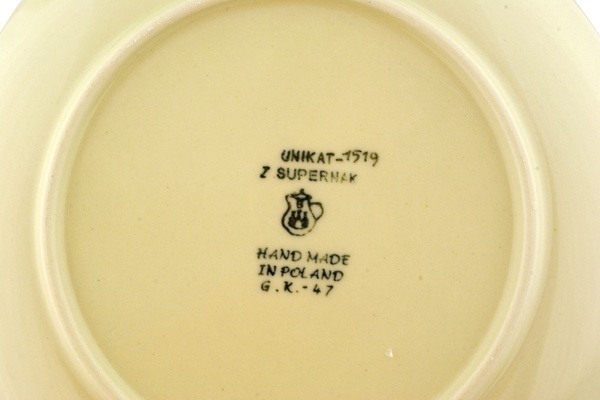 UNIKAT-1519
Z SUPERNAK
HAND MADE
IN POLAND
G.K.-47